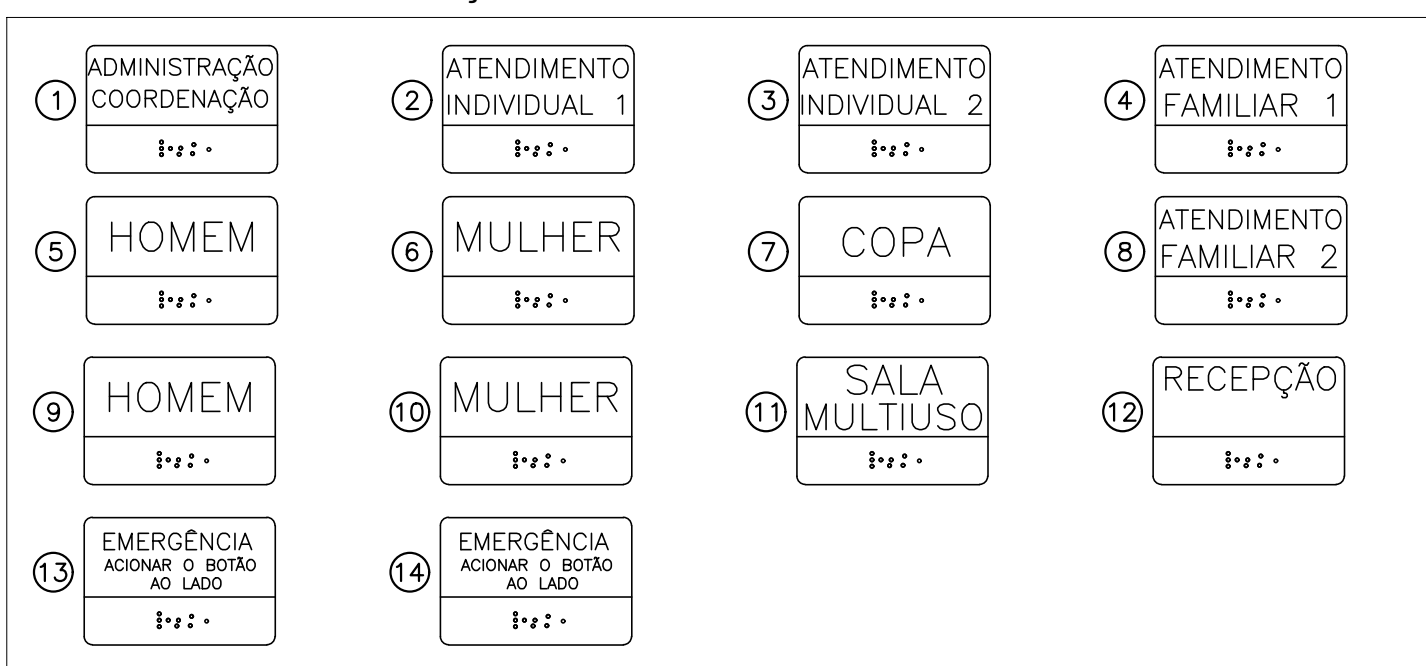 1
ADMINISTRAÇÃO
COORDENAÇÃO
2
ATENDIMENTO
INDIVIDUAL 1
3
ATENDIMENTO
INDIVIDUAL 2
4
ATENDIMENTO
FAMILIAR 1
5
HOMEM
6
MULHER
7
COPA
8
ATENDIMENTO
FAMILIAR 2
9
HOMEM
10
MULHER
11
SALA
MULTIUSO
12
RECEPÇÃO
13
EMERGÊNCIA
ACIONAR O BOTÃO
AO LADO
14
EMERGÊNCIA
ACIONAR O BOTÃO
AO LADO